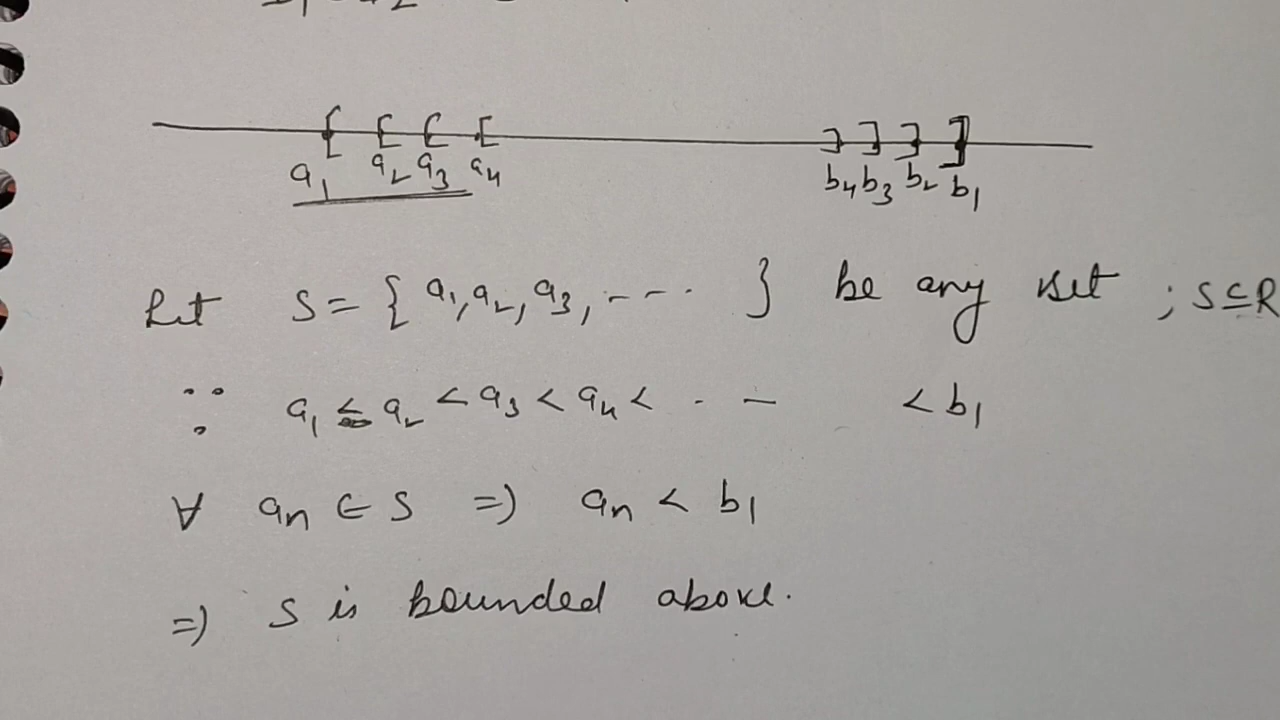 a₁ a₂ a₃ a₄ b₄ b₃ b₂ b₁
Let S = { a₁, a₂, a₃, ---- } be any set ; S ⊆ R
∵ a₁ ≤ a₂ < a₃ < a₄ < . - < b₁
∀ aₙ ∈ S => aₙ < b₁
=> S is bounded above.